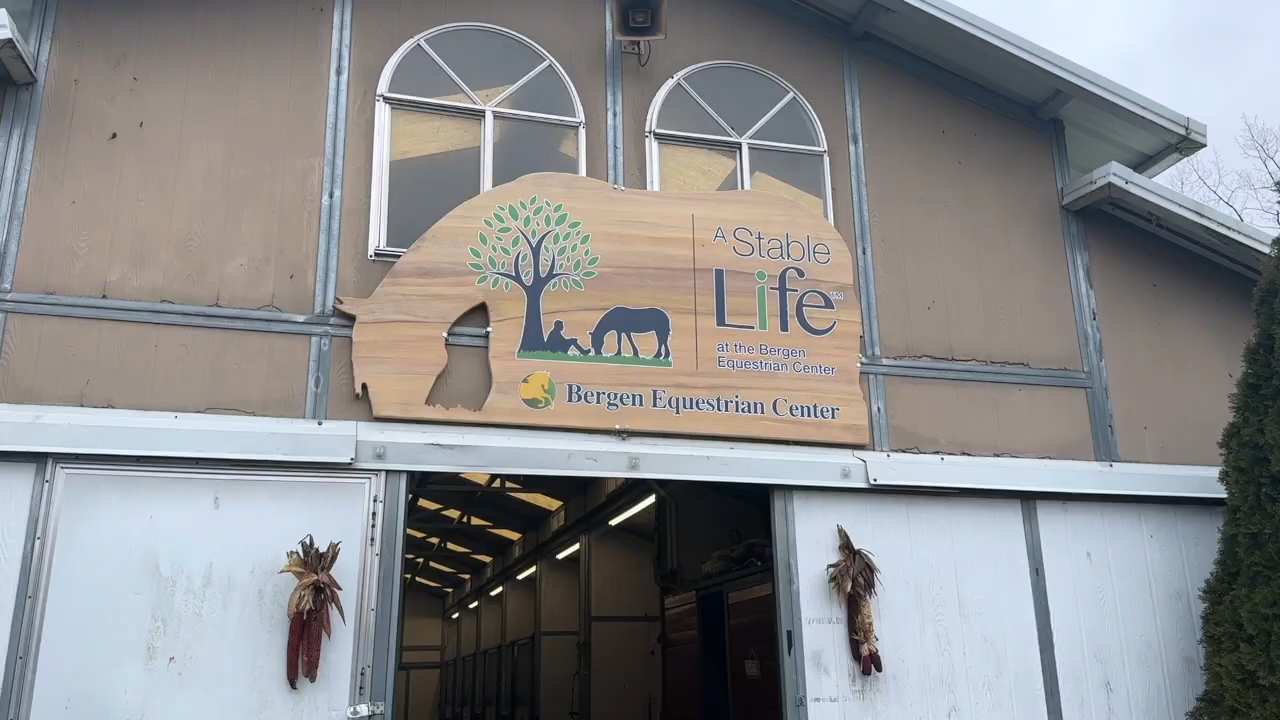 A Stable
Life™
at the Bergen
Equestrian Center
Bergen Equestrian Center